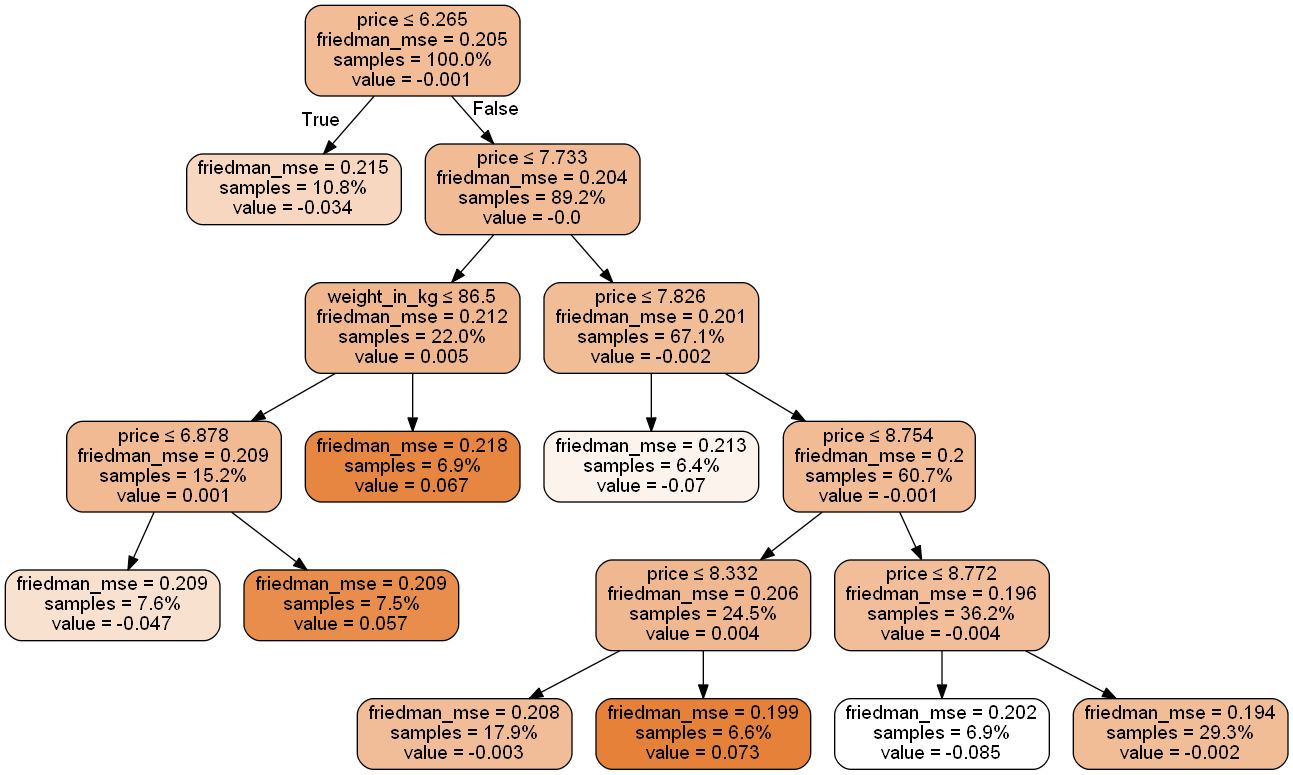 price ≤ 6.265
friedman_mse = 0.205
samples = 100.0%
value = -0.001
True
False
friedman_mse = 0.215
samples = 10.8%
value = -0.034
price ≤ 7.733
friedman_mse = 0.204
samples = 89.2%
value = -0.0
weight_in_kg ≤ 86.5
friedman_mse = 0.212
samples = 22.0%
value = 0.005
price ≤ 7.826
friedman_mse = 0.201
samples = 67.1%
value = -0.002
price ≤ 6.878
friedman_mse = 0.209
samples = 15.2%
value = 0.001
friedman_mse = 0.218
samples = 6.9%
value = 0.067
friedman_mse = 0.213
samples = 6.4%
value = -0.07
price ≤ 8.754
friedman_mse = 0.2
samples = 60.7%
value = -0.001
friedman_mse = 0.209
samples = 7.6%
value = -0.047
friedman_mse = 0.209
samples = 7.5%
value = 0.057
price ≤ 8.332
friedman_mse = 0.206
samples = 24.5%
value = 0.004
price ≤ 8.772
friedman_mse = 0.196
samples = 36.2%
value = -0.004
friedman_mse = 0.208
samples = 17.9%
value = -0.003
friedman_mse = 0.199
samples = 6.6%
value = 0.073
friedman_mse = 0.202
samples = 6.9%
value = -0.085
friedman_mse = 0.194
samples = 29.3%
value = -0.002